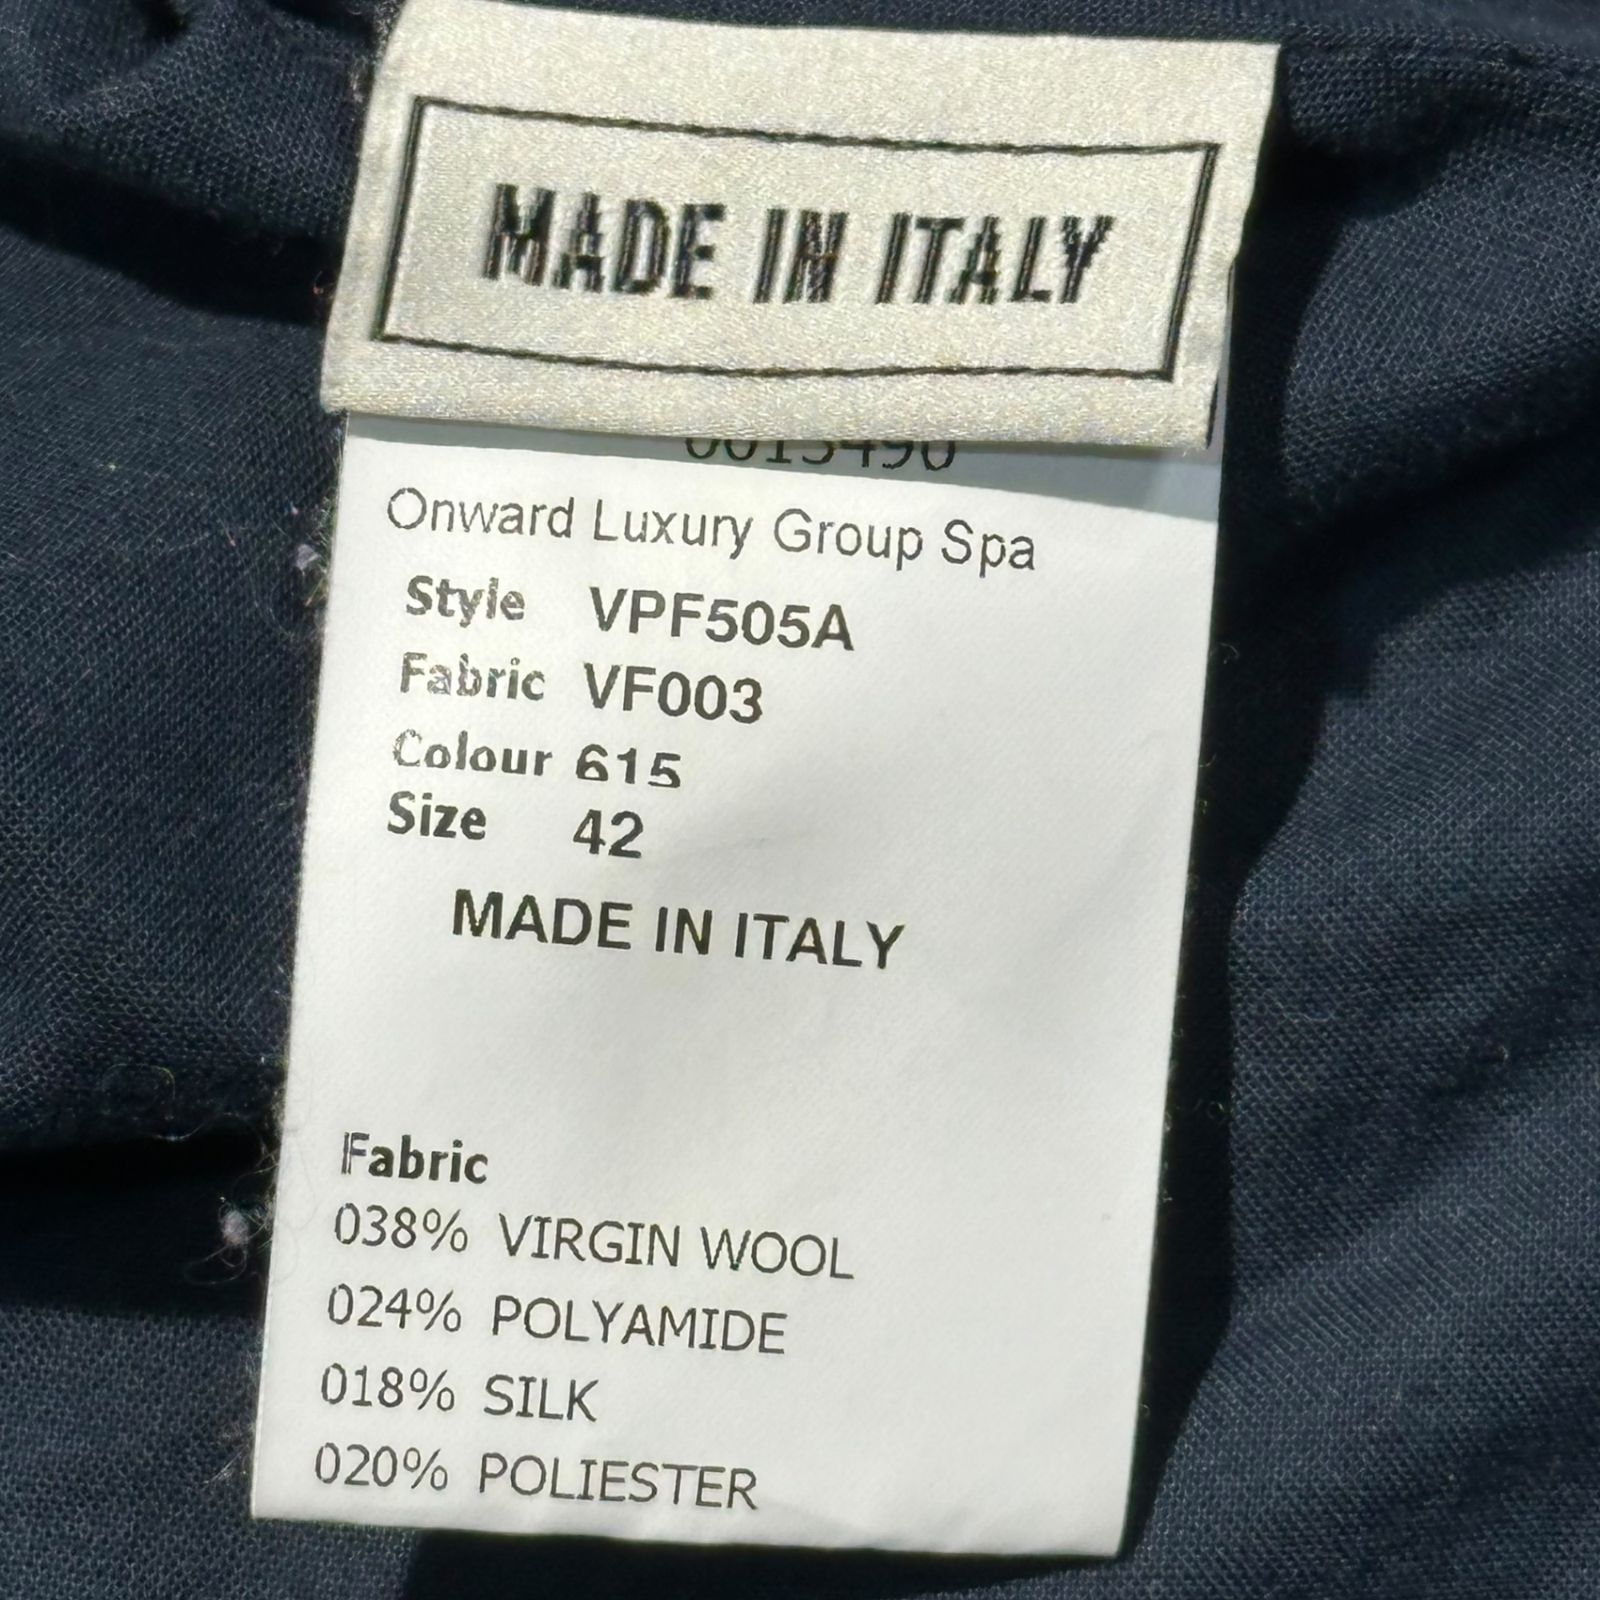 MADE IN ITALY
0015490
Onward Luxury Group Spa
Style VPF505A
Fabric VF003
Colour 615
Size 42
MADE IN ITALY
Fabric
038% VIRGIN WOOL
024% POLYAMIDE
018% SILK
020% POLIESTER